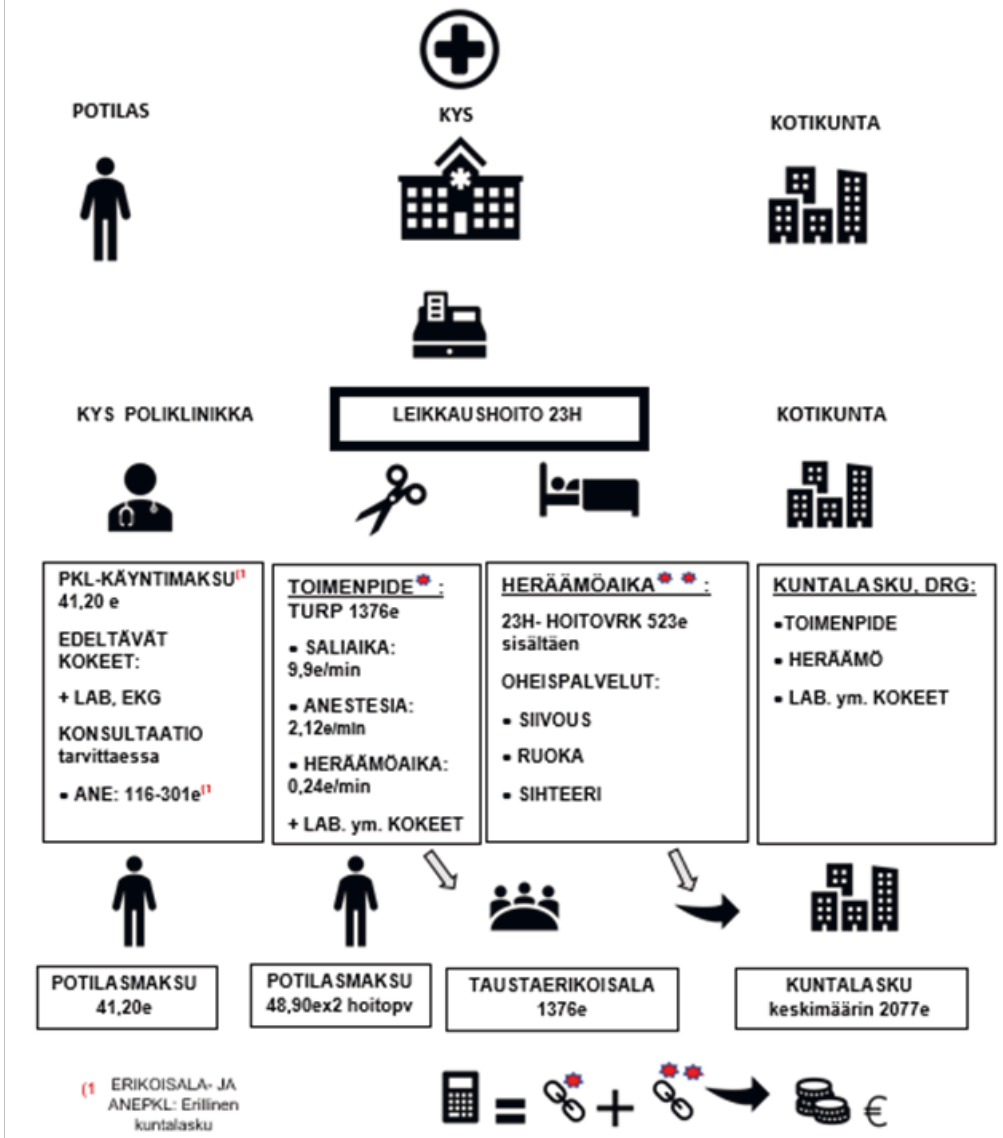 POTILAS
KYS
KOTIKUNTA
KYS POLIKLINIKKA
LEIKKAUSHOITO 23H
KOTIKUNTA
PKL-KÄYNTIMAKSU(1
41,20 e
EDELTÄVÄT
KOKEET:
+ LAB, EKG
KONSULTAATIO
tarvittaessa
▪ ANE: 116-301e(1
TOIMENPIDE :
TURP 1376e
▪ SALIAIKA:
9,9e/min
▪ ANESTESIA:
2,12e/min
▪ HERÄÄMÖAIKA:
0,24e/min
+ LAB. ym. KOKEET
HERÄÄMÖAIKA :
23H- HOITOVRK 523e
sisältäen
OHEISPALVELUT:
▪ SIIVOUS
▪ RUOKA
▪ SIHTEERI
KUNTALASKU, DRG:
▪TOIMENPIDE
▪ HERÄÄMÖ
▪ LAB. ym. KOKEET
POTILASMAKSU
41,20e
POTILASMAKSU
48,90ex2 hoitopv
TAUSTAERIKOISALA
1376e
KUNTALASKU
keskimäärin 2077e
(1 ERIKOISALA- JA
ANEPKL: Erillinen
kuntalasku
= + €